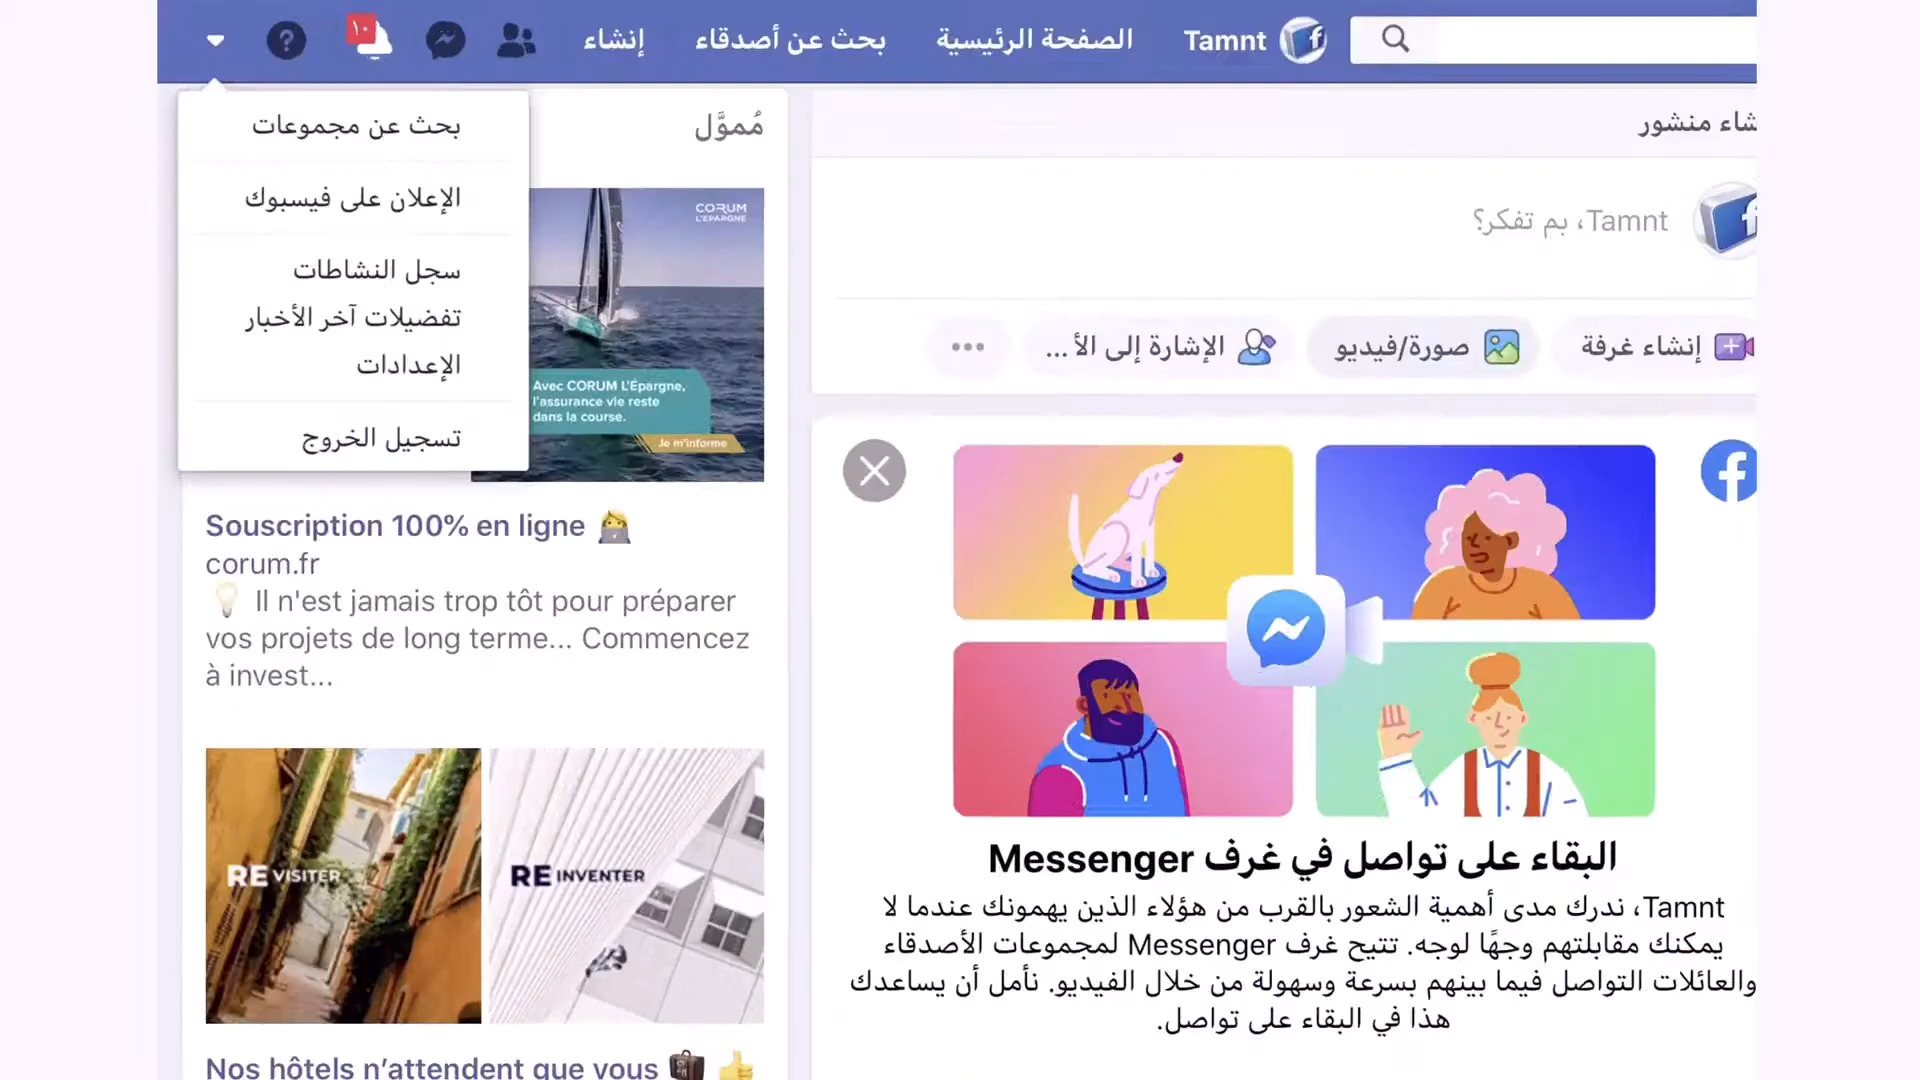 Tamnt
الصفحة الرئيسية
بحث عن أصدقاء
إنشاء
١٠
بحث عن مجموعات
الإعلان على فيسبوك
سجل النشاطات
تفضيلات آخر الأخبار
الإعدادات
تسجيل الخروج
شاء منشور
Tamnt، بم تفكر؟
إنشاء غرفة
صورة/فيديو
الإشارة إلى الأ ...
البقاء على تواصل في غرف Messenger
Tamnt، ندرك مدى أهمية الشعور بالقرب من هؤلاء الذين يهمونك عندما لا
يمكنك مقابلتهم وجهًا لوجه. تتيح غرف Messenger لمجموعات الأصدقاء
والعائلات التواصل فيما بينهم بسرعة وسهولة من خلال الفيديو. نأمل أن يساعدك
هذا في البقاء على تواصل.
مُموَّل
CORUM
L'ÉPARGNE
Avec CORUM L'Épargne,
l'assurance vie reste
dans la course.
Je m'informe
Souscription 100% en ligne
corum.fr
Il n'est jamais trop tôt pour préparer
vos projets de long terme... Commencez
à invest...
RE VISITER
RE INVENTER
Nos hôtels n’attendent que vous